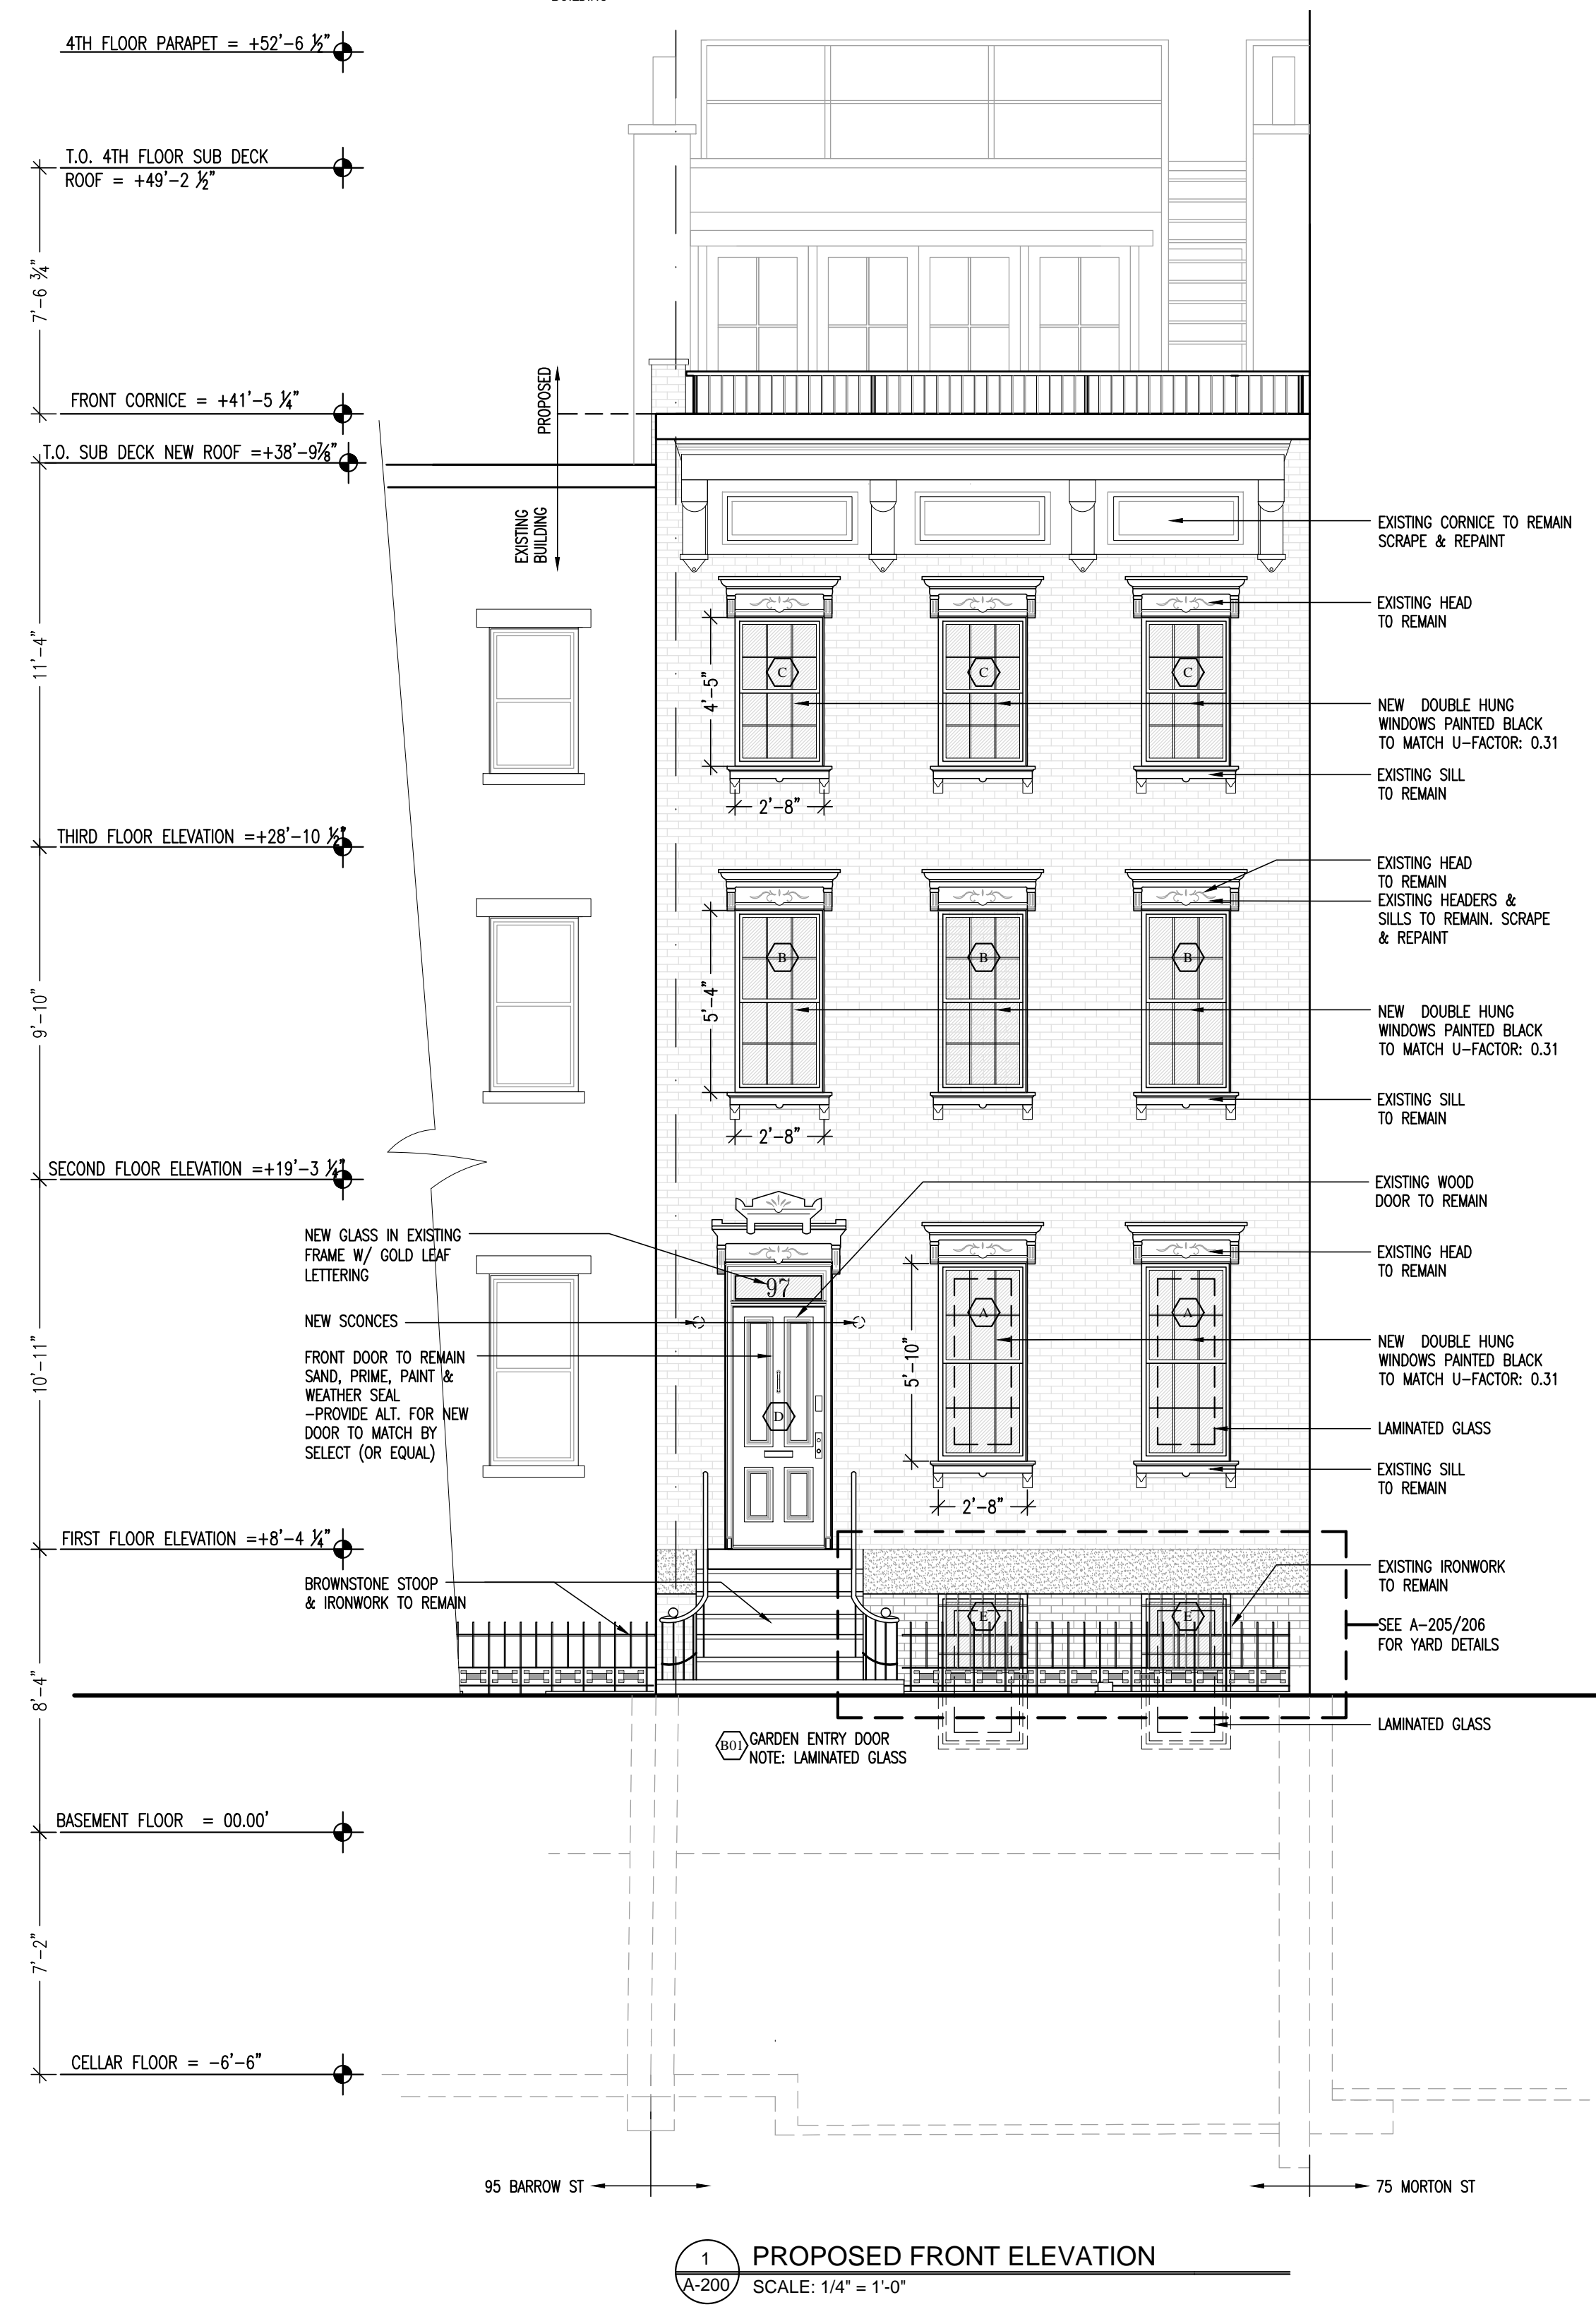 BUILDING
4TH FLOOR PARAPET = +52'-6 ½"
T.O. 4TH FLOOR SUB DECK
ROOF = +49'-2 ½"
7'-6 ¾"
FRONT CORNICE = +41'-5 ¼"
PROPOSED
T.O. SUB DECK NEW ROOF =+38'-9⅞"
EXISTING
BUILDING
EXISTING CORNICE TO REMAIN
SCRAPE & REPAINT
EXISTING HEAD
TO REMAIN
11'-4"
4'-5"
C
C
C
NEW DOUBLE HUNG
WINDOWS PAINTED BLACK
TO MATCH U-FACTOR: 0.31
EXISTING SILL
TO REMAIN
2'-8"
THIRD FLOOR ELEVATION =+28'-10 ½"
EXISTING HEAD
TO REMAIN
EXISTING HEADERS &
SILLS TO REMAIN. SCRAPE
& REPAINT
9'-10"
5'-4"
B
B
B
NEW DOUBLE HUNG
WINDOWS PAINTED BLACK
TO MATCH U-FACTOR: 0.31
EXISTING SILL
TO REMAIN
2'-8"
SECOND FLOOR ELEVATION =+19'-3 ¼"
EXISTING WOOD
DOOR TO REMAIN
NEW GLASS IN EXISTING
FRAME W/ GOLD LEAF
LETTERING
97
EXISTING HEAD
TO REMAIN
NEW SCONCES
A
A
10'-11"
5'-10"
FRONT DOOR TO REMAIN
SAND, PRIME, PAINT &
WEATHER SEAL
-PROVIDE ALT. FOR NEW
DOOR TO MATCH BY
SELECT (OR EQUAL)
D
NEW DOUBLE HUNG
WINDOWS PAINTED BLACK
TO MATCH U-FACTOR: 0.31
LAMINATED GLASS
EXISTING SILL
TO REMAIN
2'-8"
FIRST FLOOR ELEVATION =+8'-4 ¼"
EXISTING IRONWORK
TO REMAIN
BROWNSTONE STOOP
& IRONWORK TO REMAIN
E
E
SEE A-205/206
FOR YARD DETAILS
8'-4"
LAMINATED GLASS
B01
GARDEN ENTRY DOOR
NOTE: LAMINATED GLASS
BASEMENT FLOOR = 00.00'
7'-2"
CELLAR FLOOR = -6'-6"
95 BARROW ST
75 MORTON ST
1
A-200
PROPOSED FRONT ELEVATION
SCALE: 1/4" = 1'-0"